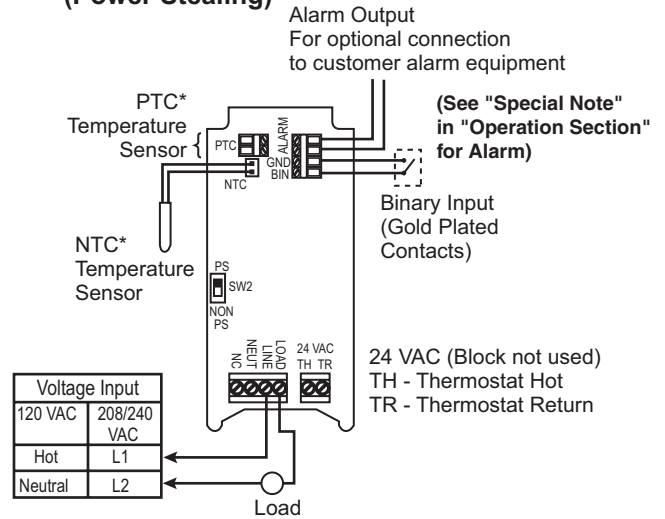 (Power Stealing)
Alarm Output
For optional connection
to customer alarm equipment
(See "Special Note"
in "Operation Section"
for Alarm)
PTC*
Temperature
Sensor
PTC
ALARM
GND
BIN
NTC
Binary Input
(Gold Plated
Contacts)
NTC*
Temperature
Sensor
PS
SW2
NON
PS
NC
NEUT
LINE
LOAD
24 VAC
TH TR
24 VAC (Block not used)
TH - Thermostat Hot
TR - Thermostat Return
Voltage Input
120 VAC
208/240
VAC
Hot
L1
Neutral
L2
Load